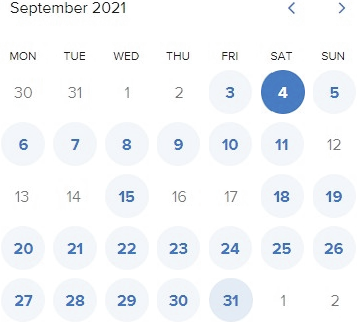 September 2021
MON TUE WED THU FRI SAT SUN
30 31 1 2 3 4 5
6 7 8 9 10 11 12
13 14 15 16 17 18 19
20 21 22 23 24 25 26
27 28 29 30 31 1 2